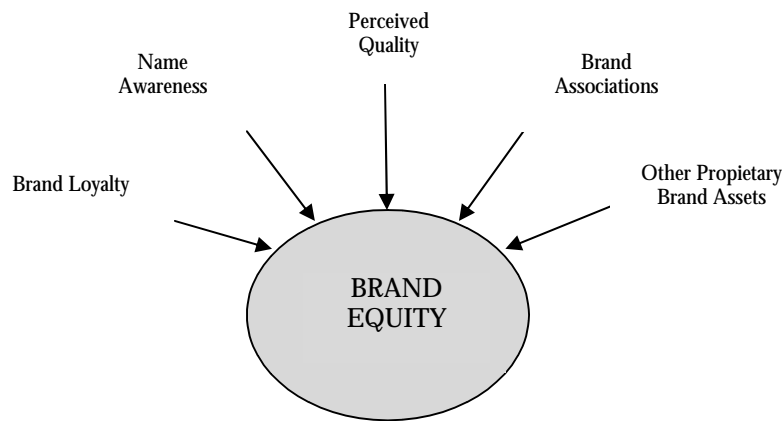 Perceived
Quality
Name
Awareness
Brand
Associations
Brand Loyalty
Other Propietary
Brand Assets
BRAND
EQUITY